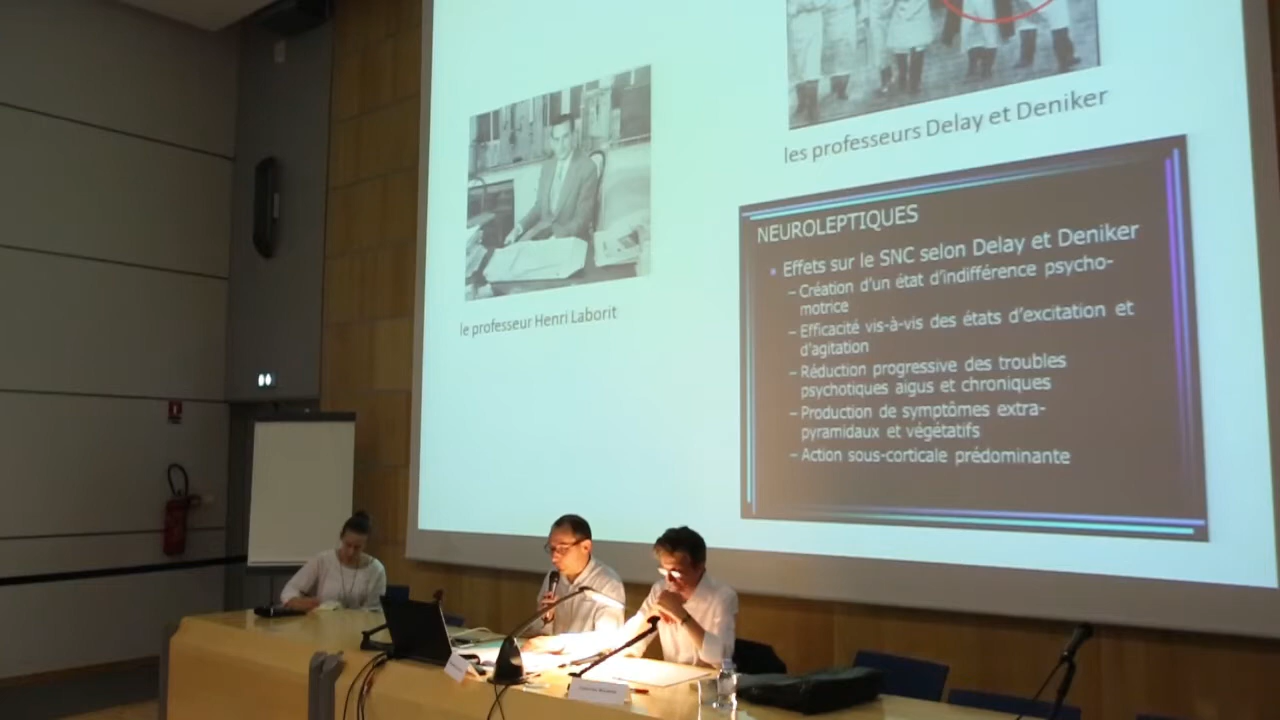 les professeurs Delay et Deniker
le professeur Henri Laborit
NEUROLEPTIQUES
Effets sur le SNC selon Delay et Deniker
– Création d'un état d'indifférence psycho-
motrice
– Efficacité vis-à-vis des états d'excitation et
d'agitation
– Réduction progressive des troubles
psychotiques aigus et chroniques
– Production de symptômes extra-
pyramidaux et végétatifs
– Action sous-corticale prédominante